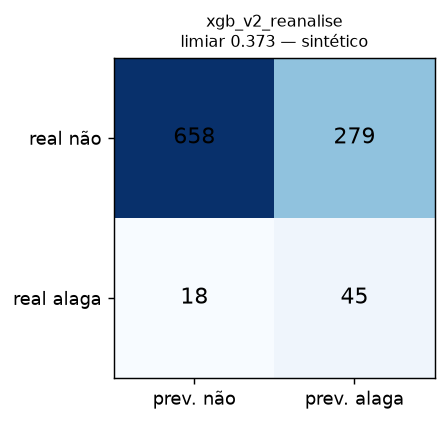 xgb_v2_reanalise
limiar 0.373 — sintético
real não
658
279
real alaga
18
45
prev. não
prev. alaga